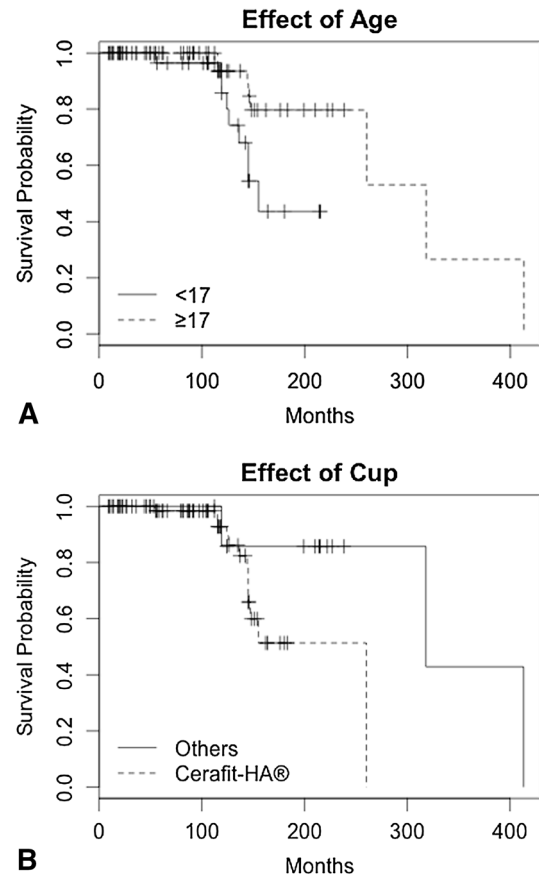 Effect of Age
Survival Probability
1.0
0.8
0.6
0.4
0.2
0.0
<17
≥17
0 100 200 300 400
Months
A
Effect of Cup
Survival Probability
1.0
0.8
0.6
0.4
0.2
0.0
Others
Cerafit-HA®
0 100 200 300 400
Months
B